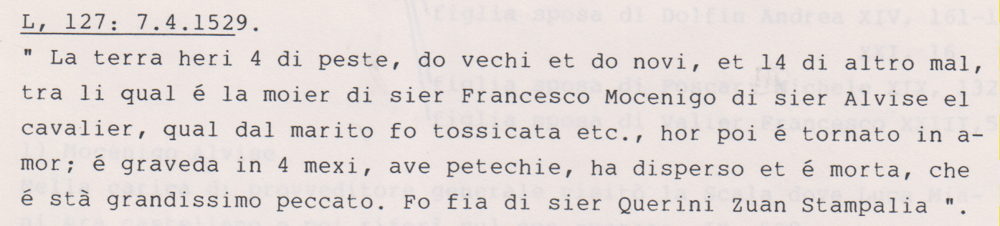 L, 127: 7.4.1529.
" La terra heri 4 di peste, do vechi et do novi, et 14 di altro mal,
tra li qual é la moier di sier Francesco Mocenigo di sier Alvise el
cavalier, qual dal marito fo tossicata etc., hor poi é tornato in a-
mor; é graveda in 4 mexi, ave petechie, ha disperso et é morta, che
é stà grandissimo peccato. Fo fia di sier Querini Zuan Stampalia ".